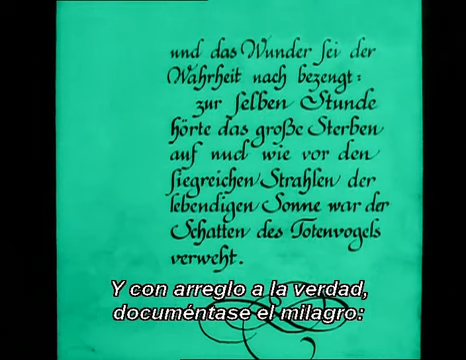 und das Wunder sei der
Wahrheit nach bezeugt:
zur selben Stunde
hörte das große Sterben
auf und wie vor den
siegreichen Strahlen der
lebendigen Sonne war der
Schatten des Totenvogels
verweht.
Y con arreglo a la verdad,
documéntase el milagro: